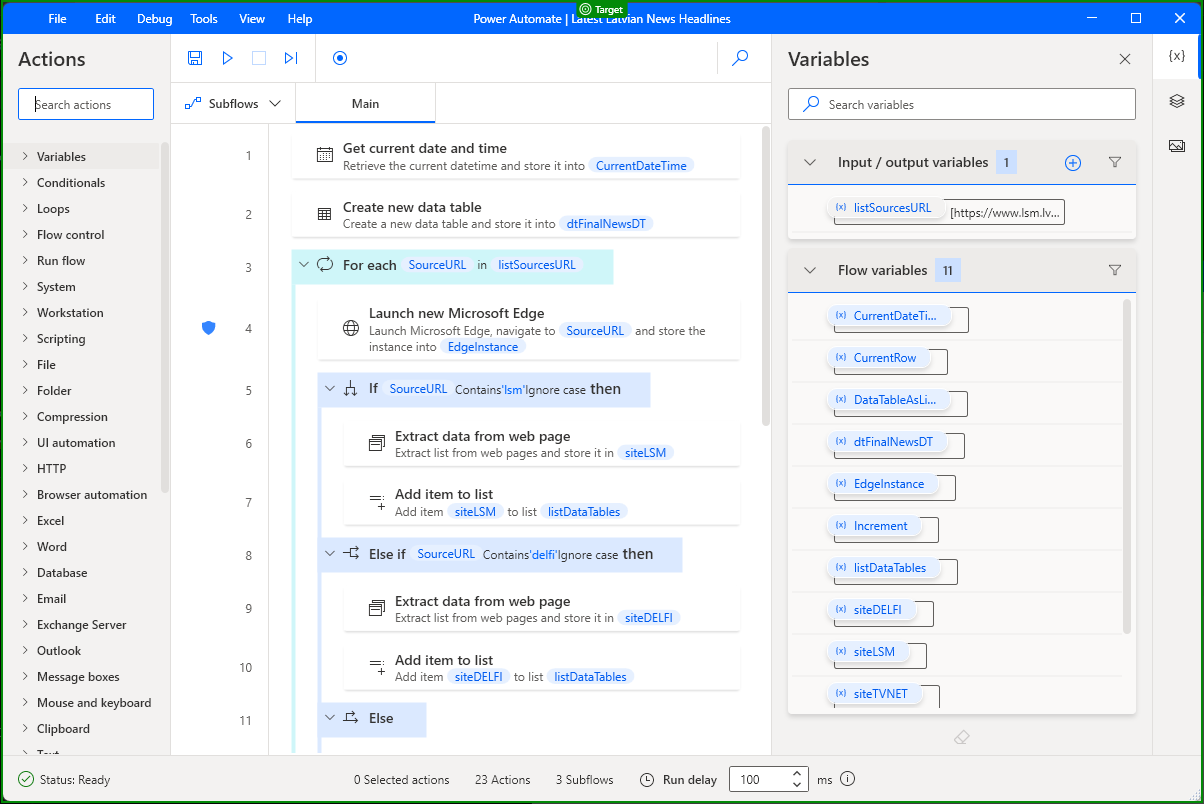 Target
File Edit Debug Tools View Help
Power Automate | Latest Latvian News Headlines
Actions
Search actions
Variables
Conditionals
Loops
Flow control
Run flow
System
Workstation
Scripting
File
Folder
Compression
UI automation
HTTP
Browser automation
Excel
Word
Database
Email
Exchange Server
Outlook
Message boxes
Mouse and keyboard
Clipboard
Subflows
Main
1
Get current date and time
Retrieve the current datetime and store it into CurrentDateTime
2
Create new data table
Create a new data table and store it into dtFinalNewsDT
3
For each SourceURL in listSourcesURL
4
Launch new Microsoft Edge
Launch Microsoft Edge, navigate to SourceURL and store the
instance into EdgeInstance
5
If SourceURL Contains'lsm'Ignore case then
6
Extract data from web page
Extract list from web pages and store it in siteLSM
7
Add item to list
Add item siteLSM to list listDataTables
8
Else if SourceURL Contains'delfi'Ignore case then
9
Extract data from web page
Extract list from web pages and store it in siteDELFI
10
Add item to list
Add item siteDELFI to list listDataTables
11
Else
Variables
Search variables
Input / output variables 1
(x) listSourcesURL [https://www.lsm.lv...
Flow variables 11
(x) CurrentDateTi...
(x) CurrentRow
(x) DataTableAsLi...
(x) dtFinalNewsDT
(x) EdgeInstance
(x) Increment
(x) listDataTables
(x) siteDELFI
(x) siteLSM
(x) siteTVNET
{x}
Status: Ready
0 Selected actions
23 Actions
3 Subflows
Run delay
100
ms